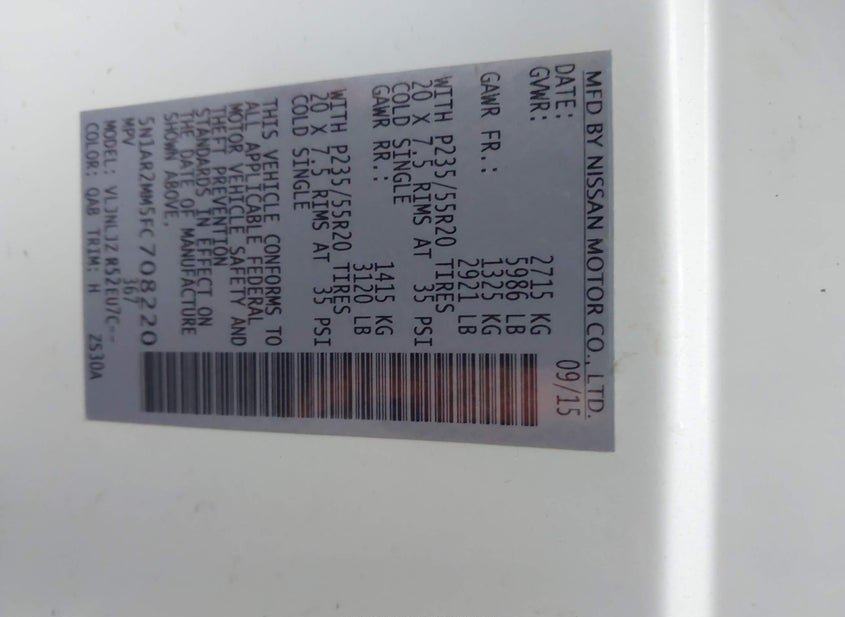 MFD BY NISSAN MOTOR CO., LTD.
DATE: 09/15
GVWR: 2715 KG
5986 LB
GAWR FR.: 1325 KG
2921 LB
WITH P235/55R20 TIRES
20 X 7.5 RIMS AT 35 PSI
COLD SINGLE
GAWR RR.: 1415 KG
3120 LB
WITH P235/55R20 TIRES
20 X 7.5 RIMS AT 35 PSI
COLD SINGLE
THIS VEHICLE CONFORMS TO
ALL APPLICABLE FEDERAL
MOTOR VEHICLE SAFETY AND
THEFT PREVENTION
STANDARDS IN EFFECT ON
THE DATE OF MANUFACTURE
SHOWN ABOVE.
5N1AR2MM5FC708220
MPV 367
MODEL: VL3NLJZ R52EU7C--
COLOR: QAB TRIM: H ZS30A